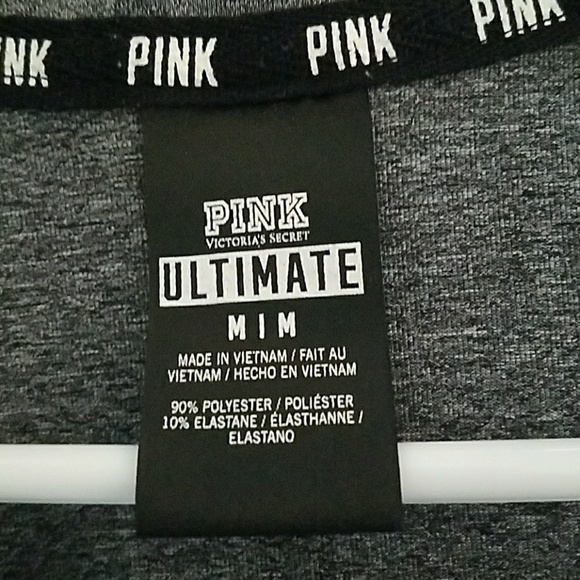 PINK PINK PINK
PINK
VICTORIA'S SECRET
ULTIMATE
M I M
MADE IN VIETNAM / FAIT AU
VIETNAM / HECHO EN VIETNAM
90% POLYESTER / POLIÉSTER
10% ELASTANE / ÉLASTHANNE /
ELASTANO